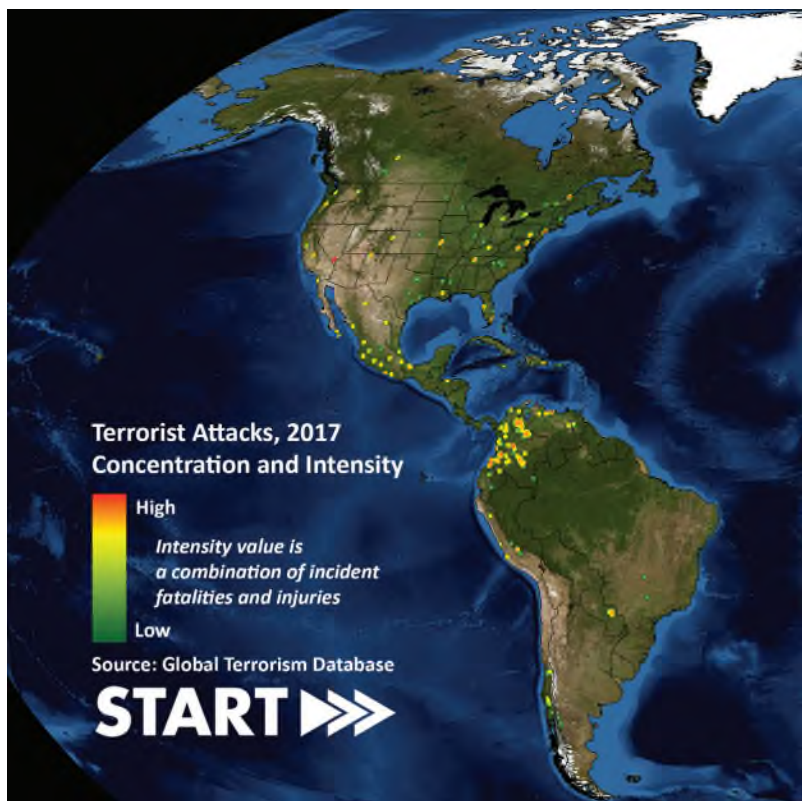 Terrorist Attacks, 2017
Concentration and Intensity
High
Intensity value is
a combination of incident
fatalities and injuries
Low
Source: Global Terrorism Database
START